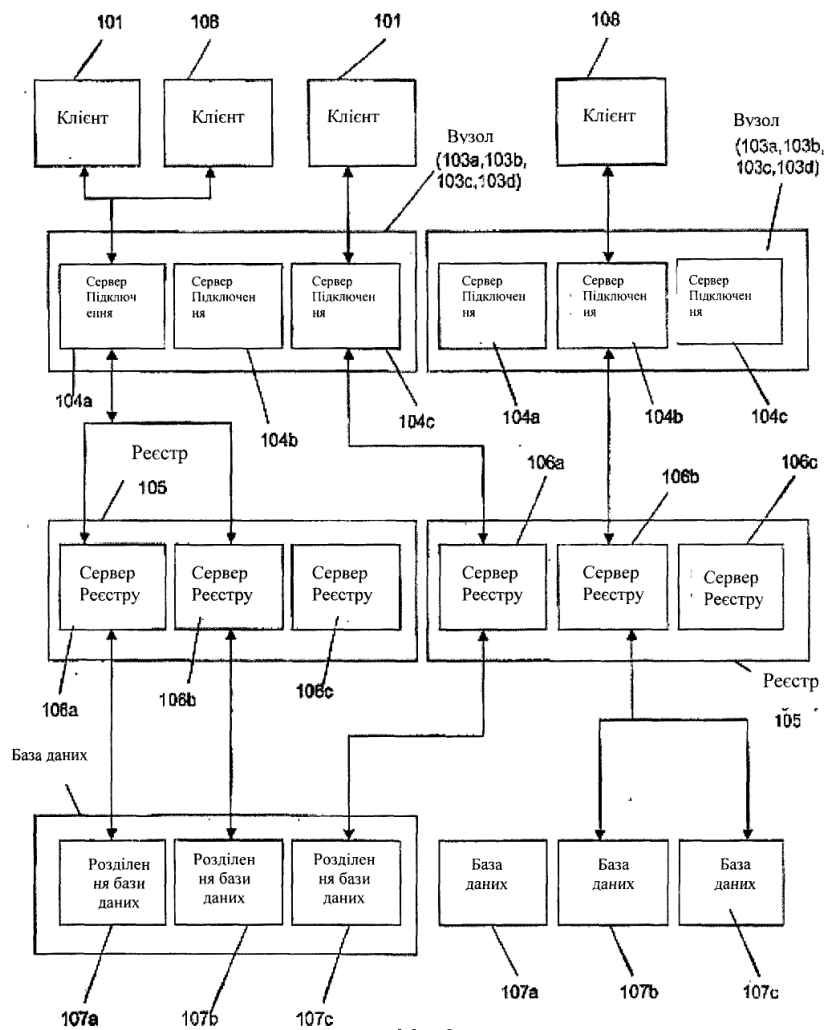 101
108
101
108
Клієнт
Клієнт
Клієнт
Клієнт
Вузол
(103a,103b,
103c,103d)
Вузол
(103a,103b,
103c,103d)
Сервер
Підключ
ення
Сервер
Підключен
ня
Сервер
Підключен
ня
Сервер
Підключен
ня
Сервер
Підключен
ня
Сервер
Підключен
ня
104a
104b
104c
104a
104b
104c
Реєстр
105
106a
106b
106c
Сервер
Реєстру
Сервер
Реєстру
Сервер
Реєстру
Сервер
Реєстру
Сервер
Реєстру
Сервер
Реєстру
106a
106b
106c
Реєстр
105
База даних
Розділен
ня бази
даних
Розділен
ня бази
даних
Розділен
ня бази
даних
База
даних
База
даних
База
даних
107a
107b
107c
107a
107b
107c